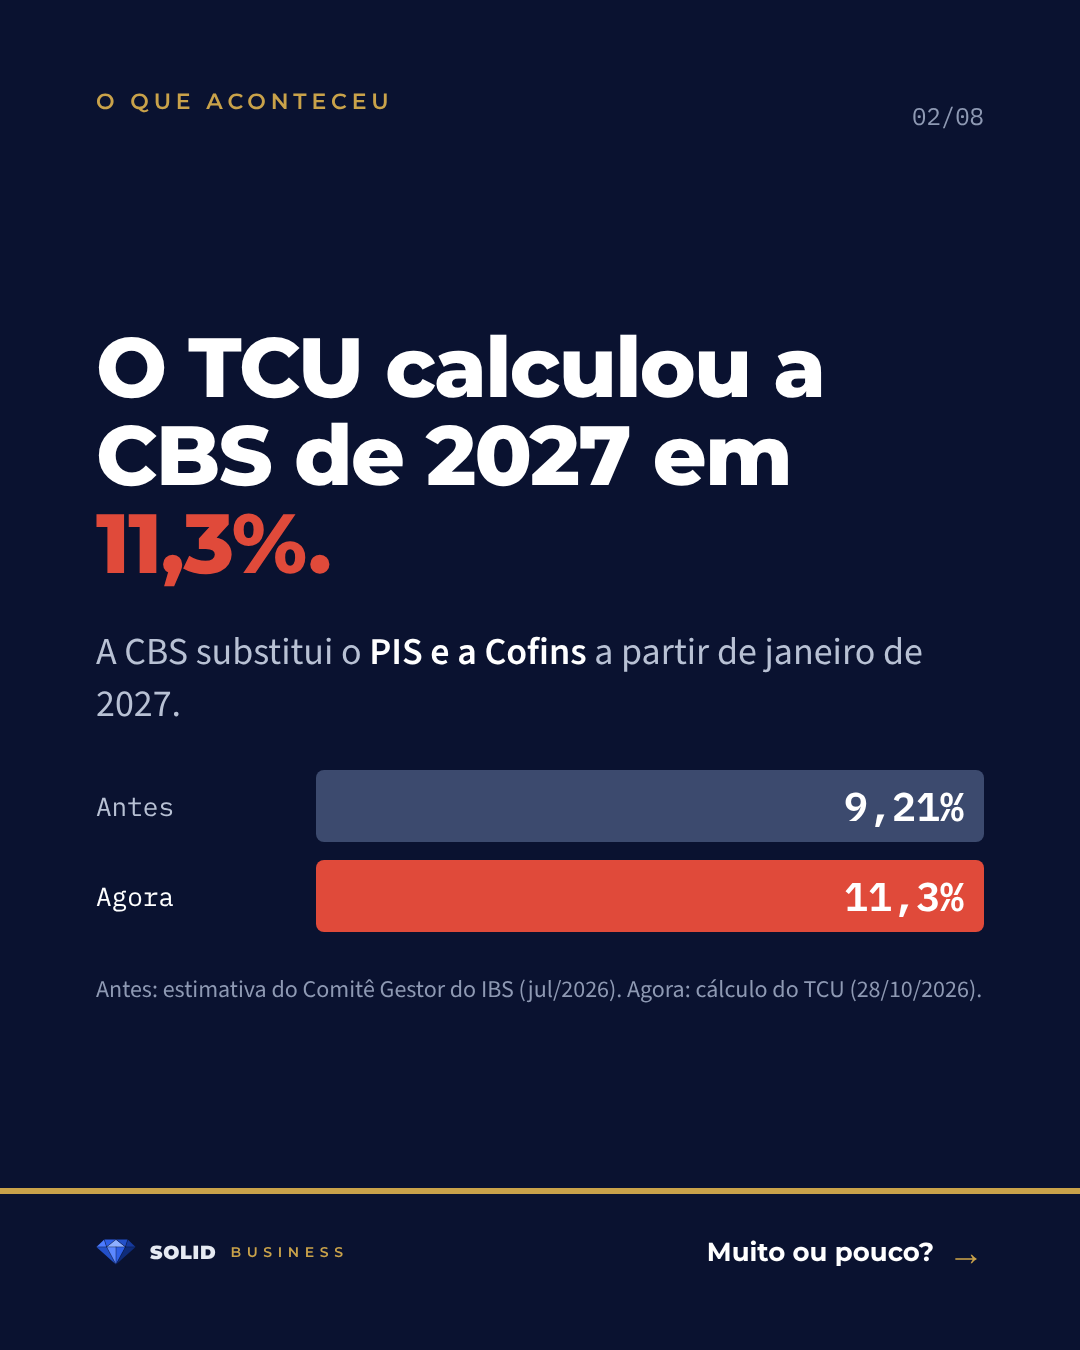 O QUE ACONTECEU
02/08
O TCU calculou a
CBS de 2027 em
11,3%.
A CBS substitui o PIS e a Cofins a partir de janeiro de
2027.
Antes
9,21%
Agora
11,3%
Antes: estimativa do Comitê Gestor do IBS (jul/2026). Agora: cálculo do TCU (28/10/2026).
SOLID BUSINESS
Muito ou pouco? →